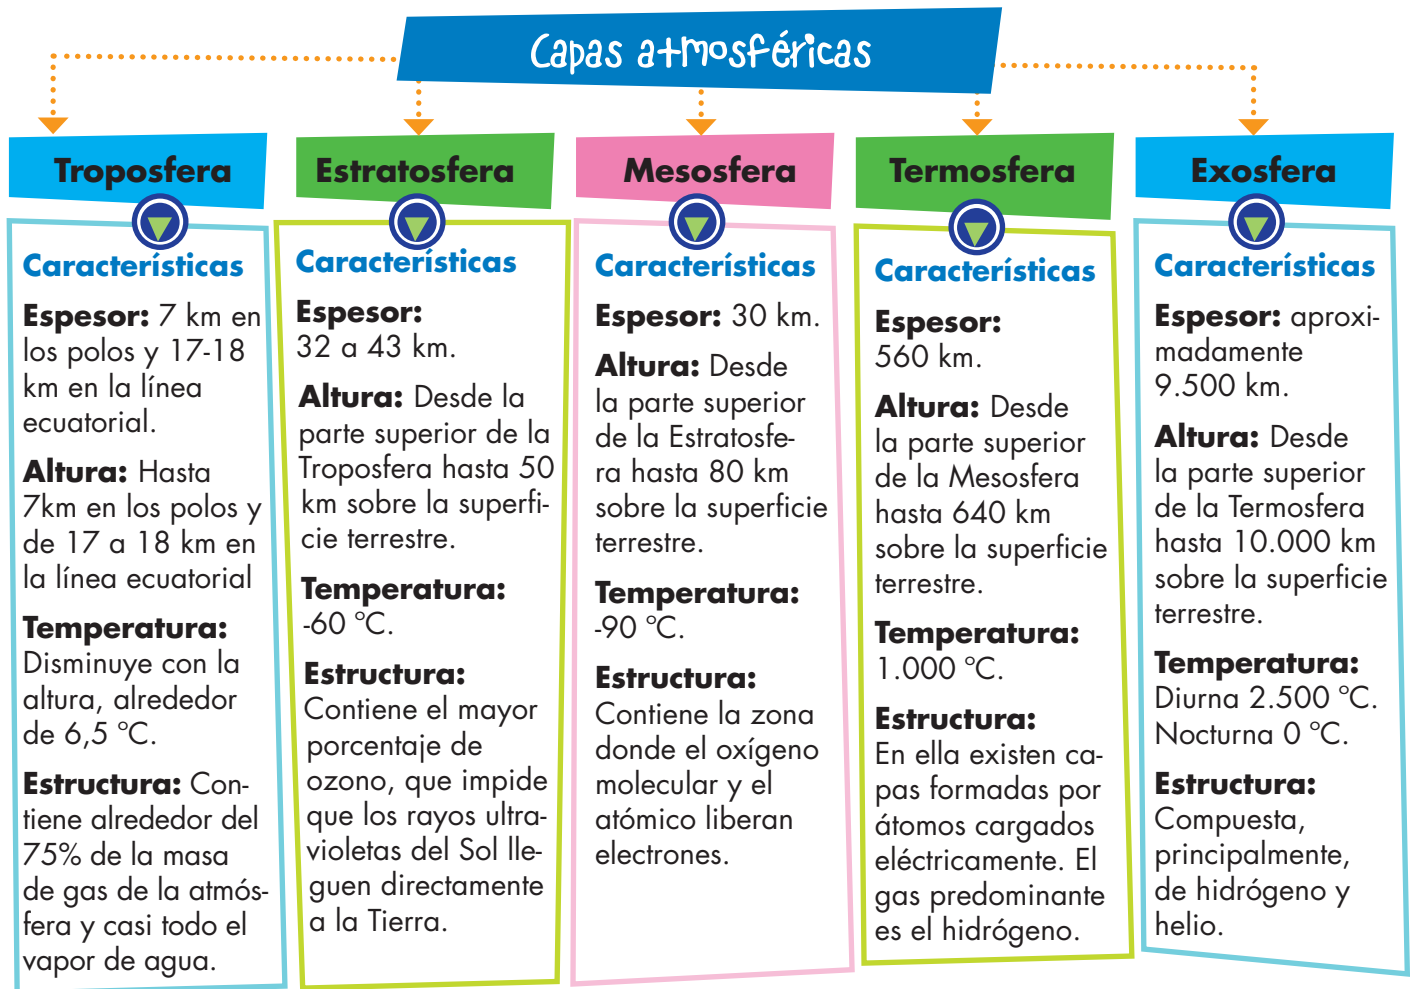 Capas atmosféricas
Troposfera
Características
Espesor: 7 km en
los polos y 17-18
km en la línea
ecuatorial.
Altura: Hasta
7km en los polos y
de 17 a 18 km en
la línea ecuatorial
Temperatura:
Disminuye con la
altura, alrededor
de 6,5 ºC.
Estructura: Con-
tiene alrededor del
75% de la masa
de gas de la atmós-
fera y casi todo el
vapor de agua.
Estratosfera
Características
Espesor:
32 a 43 km.
Altura: Desde la
parte superior de la
Troposfera hasta 50
km sobre la superfi-
cie terrestre.
Temperatura:
-60 ºC.
Estructura:
Contiene el mayor
porcentaje de
ozono, que impide
que los rayos ultra-
violetas del Sol lle-
guen directamente
a la Tierra.
Mesosfera
Características
Espesor: 30 km.
Altura: Desde
la parte superior
de la Estratosfe-
ra hasta 80 km
sobre la superficie
terrestre.
Temperatura:
-90 ºC.
Estructura:
Contiene la zona
donde el oxígeno
molecular y el
atómico liberan
electrones.
Termosfera
Características
Espesor:
560 km.
Altura: Desde
la parte superior
de la Mesosfera
hasta 640 km
sobre la superficie
terrestre.
Temperatura:
1.000 ºC.
Estructura:
En ella existen ca-
pas formadas por
átomos cargados
eléctricamente. El
gas predominante
es el hidrógeno.
Exosfera
Características
Espesor: aproxi-
madamente
9.500 km.
Altura: Desde
la parte superior
de la Termosfera
hasta 10.000 km
sobre la superficie
terrestre.
Temperatura:
Diurna 2.500 ºC.
Nocturna 0 ºC.
Estructura:
Compuesta,
principalmente,
de hidrógeno y
helio.